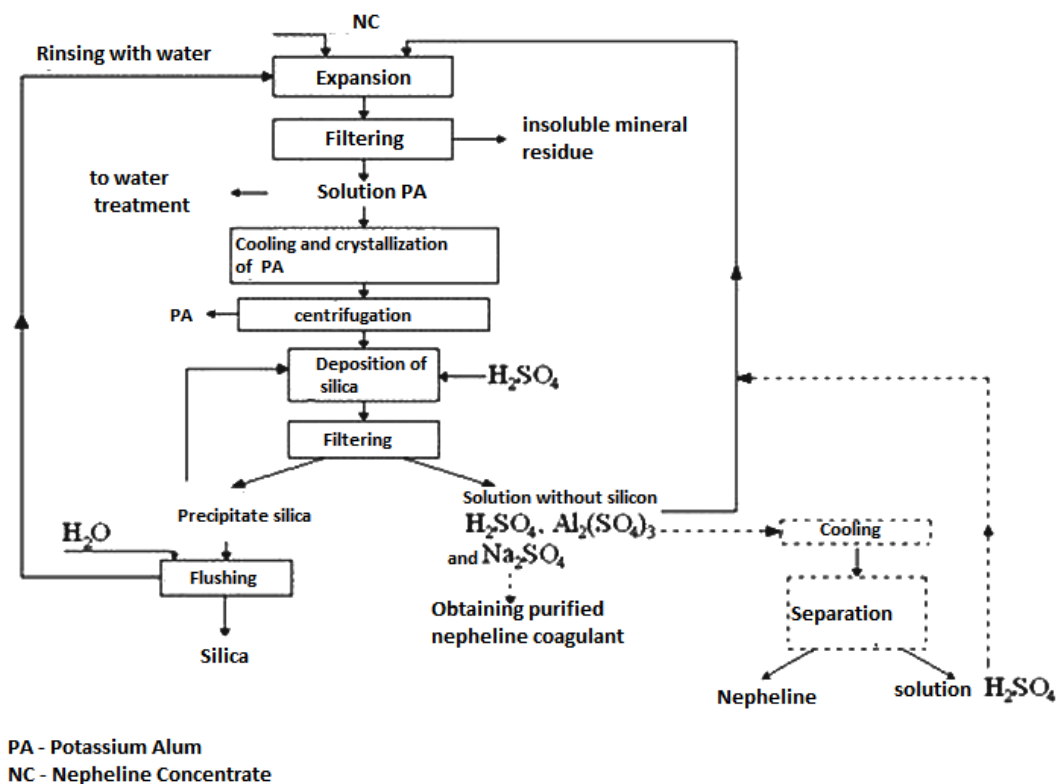 NC
Rinsing with water
Expansion
Filtering
insoluble mineral
residue
to water
treatment
Solution PA
Cooling and crystallization
of PA
PA
centrifugation
Deposition of
silica
H₂SO₄
Filtering
Precipitate silica
Solution without silicon
H₂SO₄, Al₂(SO₄)₃
and Na₂SO₄
Cooling
H₂O
Flushing
Obtaining purified
nepheline coagulant
Separation
Silica
Nepheline
solution H₂SO₄
PA - Potassium Alum
NC - Nepheline Concentrate